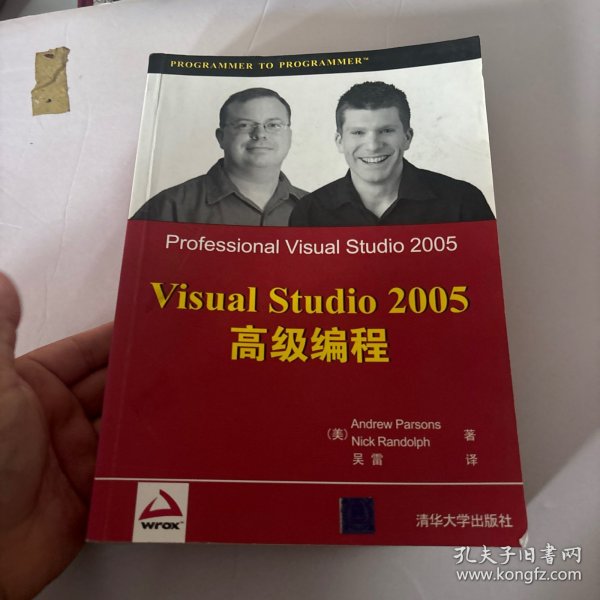 PROGRAMMER TO PROGRAMMER™
Professional Visual Studio 2005
Visual Studio 2005
高级编程
(美) Andrew Parsons
Nick Randolph 著
吴雷 译
wrox™
清华大学出版社
孔夫子旧书网
www.kongfz.com